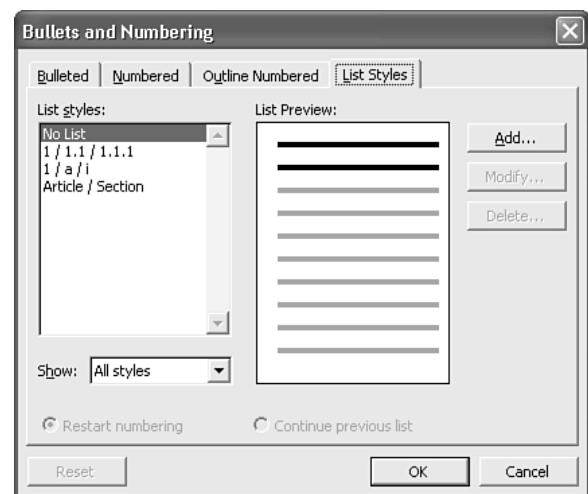 Bullets and Numbering
Bulleted Numbered Outline Numbered List Styles
List styles: List Preview:
No List
1 / 1.1 / 1.1.1
1 / a / i
Article / Section
Add...
Modify...
Delete...
Show: All styles
Restart numbering Continue previous list
Reset OK Cancel